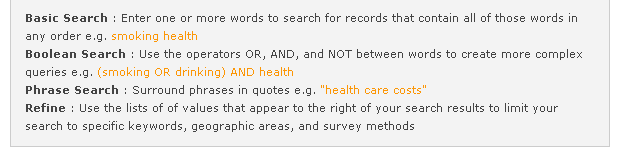 Basic Search : Enter one or more words to search for records that contain all of those words in
any order e.g. smoking health
Boolean Search : Use the operators OR, AND, and NOT between words to create more complex
queries e.g. (smoking OR drinking) AND health
Phrase Search : Surround phrases in quotes e.g. "health care costs"
Refine : Use the lists of of values that appear to the right of your search results to limit your
search to specific keywords, geographic areas, and survey methods